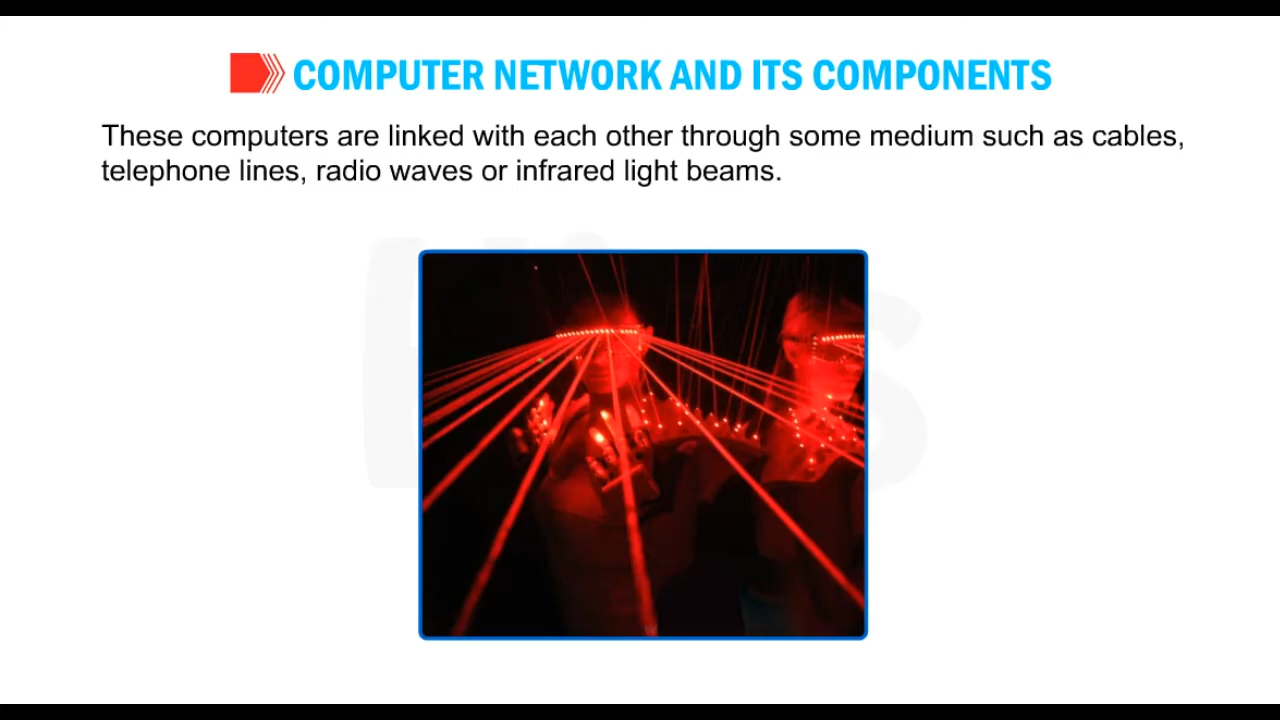 COMPUTER NETWORK AND ITS COMPONENTS
These computers are linked with each other through some medium such as cables,
telephone lines, radio waves or infrared light beams.